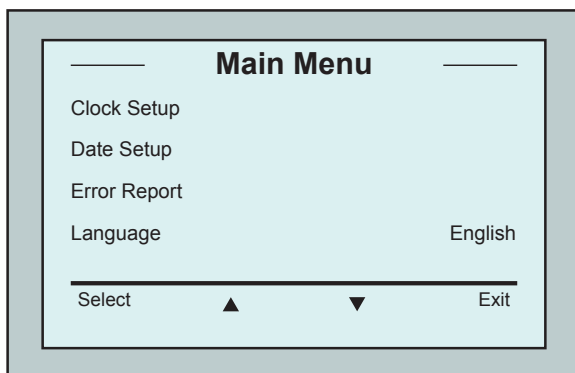 Main Menu
Clock Setup
Date Setup
Error Report
Language English
Select ▲ ▼ Exit